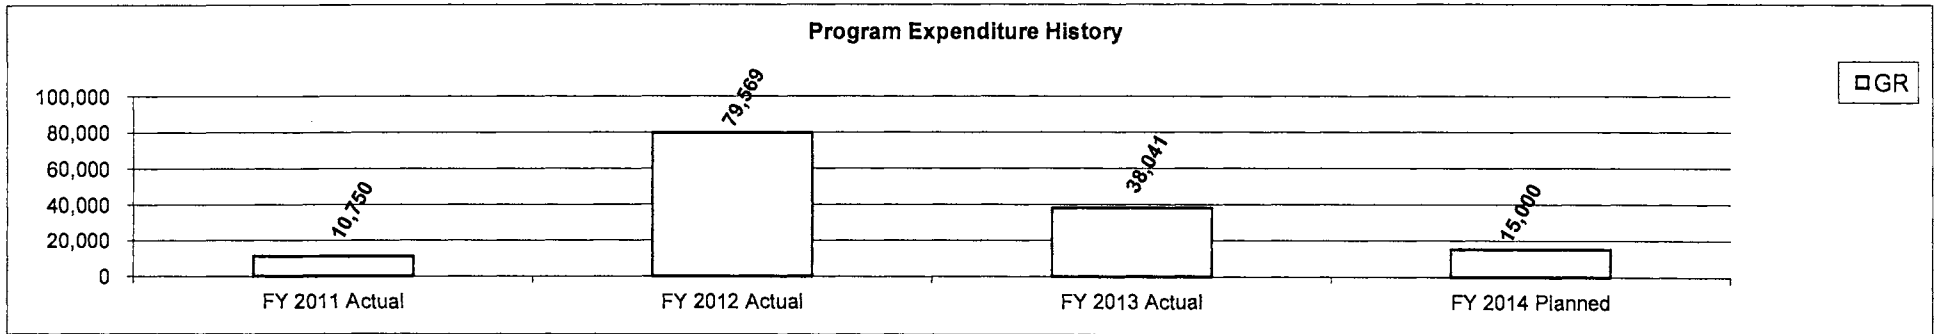 Program Expenditure History
GR
100,000
80,000
60,000
40,000
20,000
0
10,750
79,569
38,041
15,000
FY 2011 Actual
FY 2012 Actual
FY 2013 Actual
FY 2014 Planned